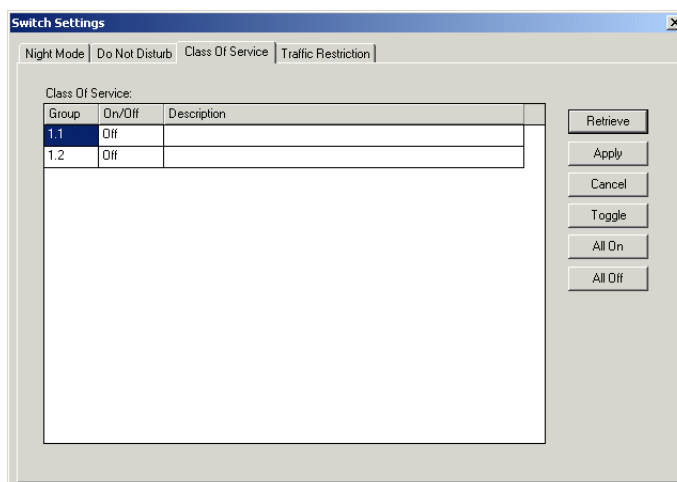 Switch Settings
Night Mode Do Not Disturb Class Of Service Traffic Restriction
Class Of Service:
Group On/Off Description
1.1 Off
1.2 Off
Retrieve
Apply
Cancel
Toggle
All On
All Off